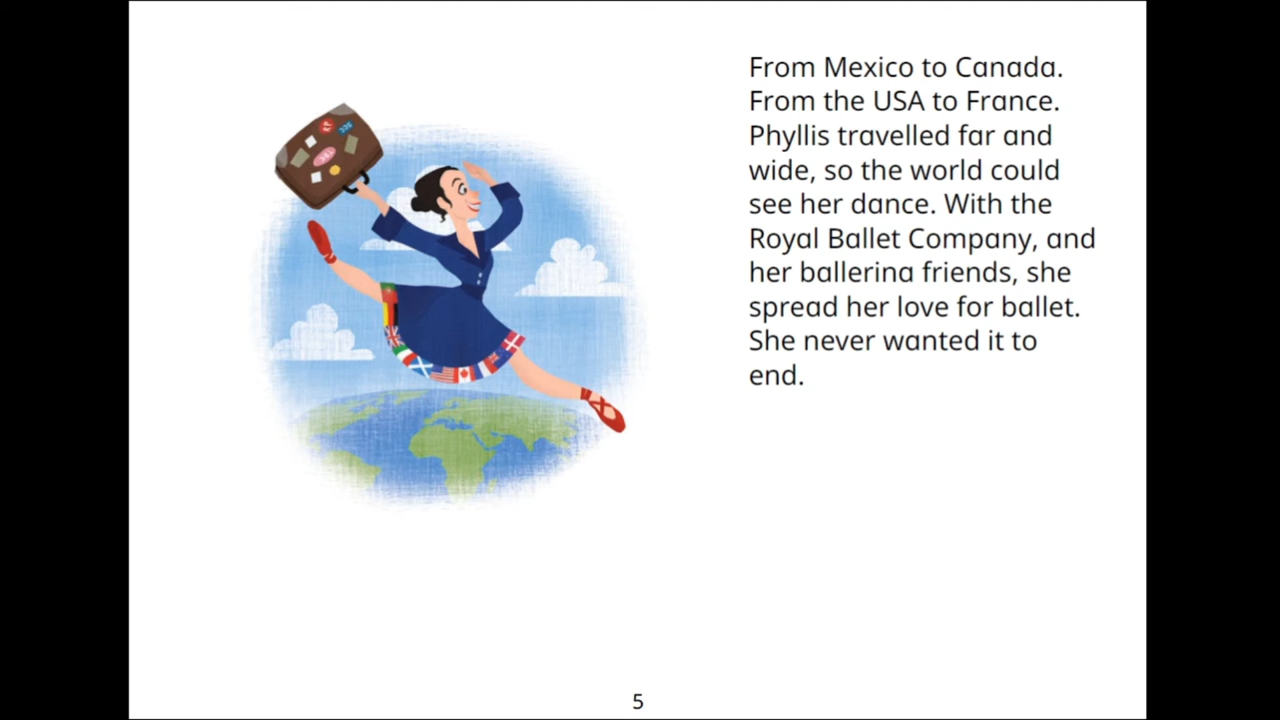 From Mexico to Canada.
From the USA to France.
Phyllis travelled far and
wide, so the world could
see her dance. With the
Royal Ballet Company, and
her ballerina friends, she
spread her love for ballet.
She never wanted it to
end.
5